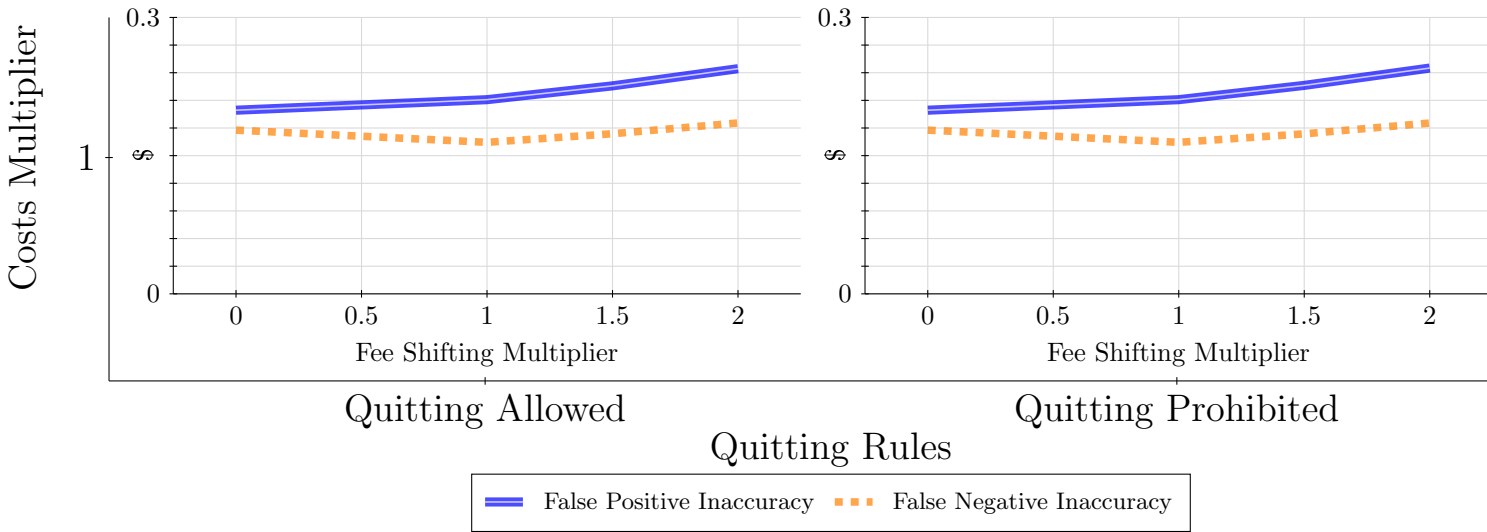 Costs Multiplier
1
0.3
$
0
0 0.5 1 1.5 2
Fee Shifting Multiplier
0.3
$
0
0 0.5 1 1.5 2
Fee Shifting Multiplier
Quitting Allowed
Quitting Prohibited
Quitting Rules
False Positive Inaccuracy
False Negative Inaccuracy